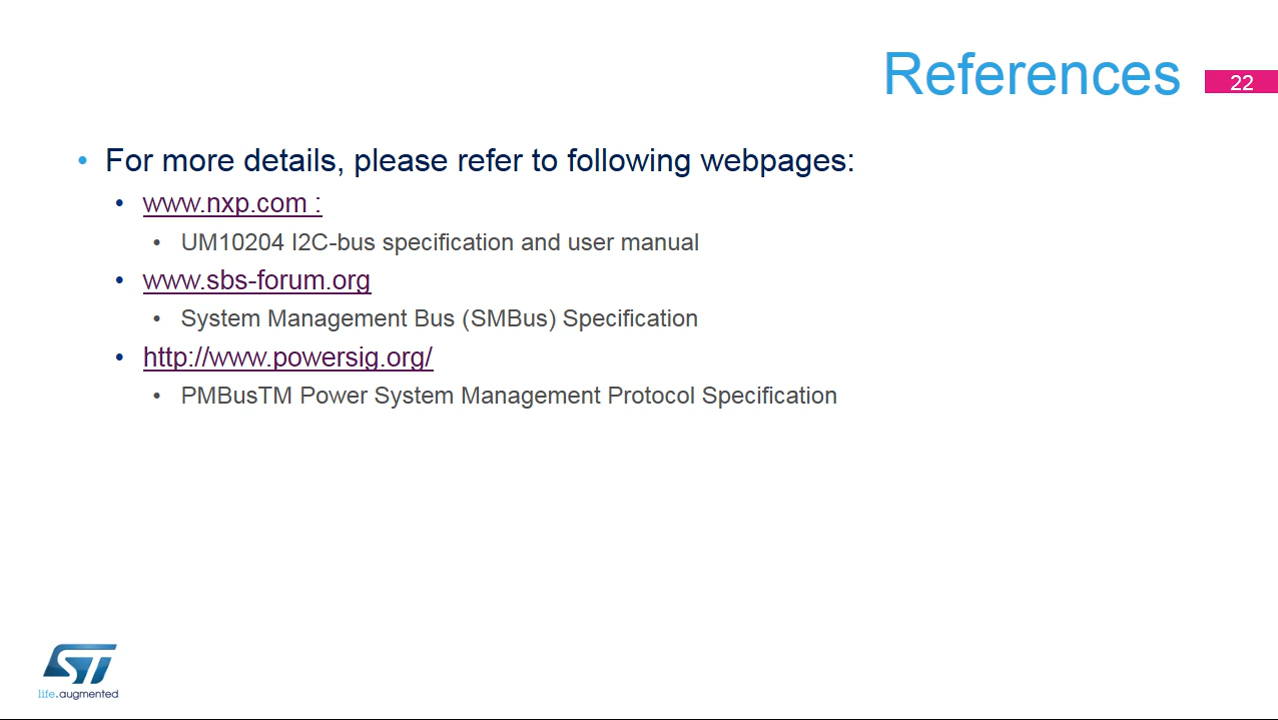 References
22
• For more details, please refer to following webpages:
• www.nxp.com :
• UM10204 I2C-bus specification and user manual
• www.sbs-forum.org
• System Management Bus (SMBus) Specification
• http://www.powersig.org/
• PMBusTM Power System Management Protocol Specification
ST
life.augmented